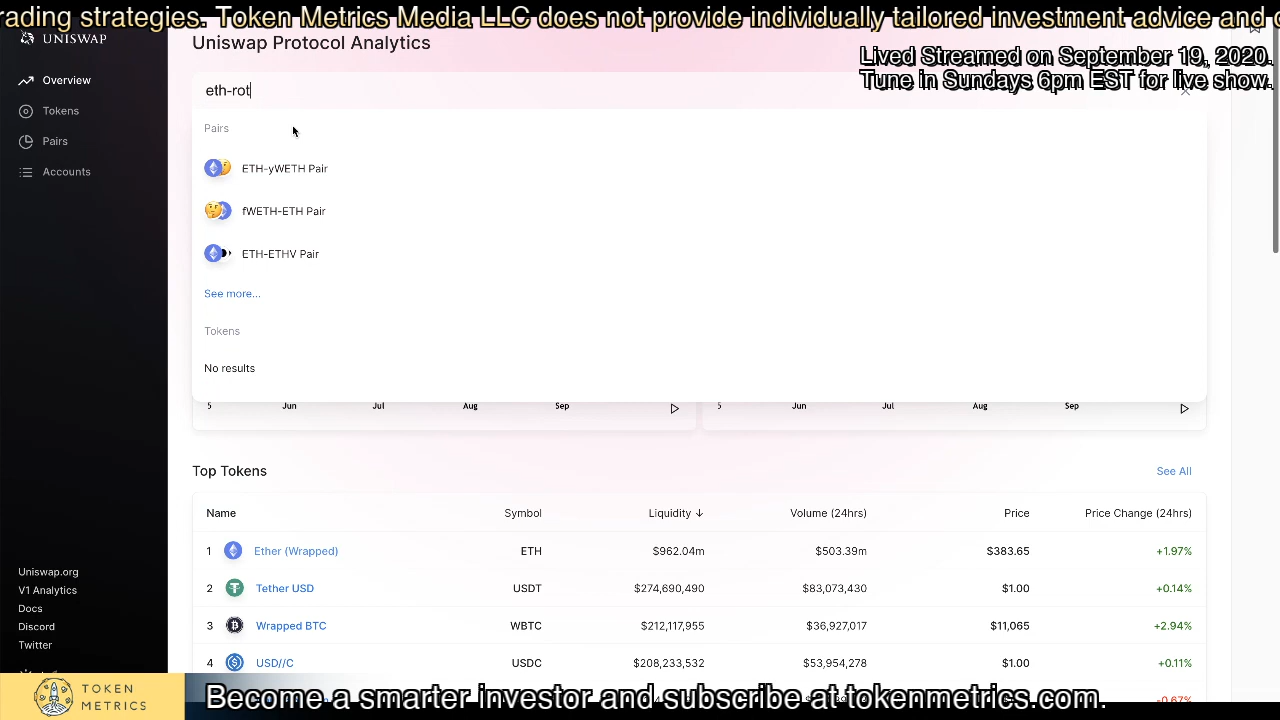 rading strategies. Token Metrics Media LLC does not provide individually tailored investment advice and
UNISWAP
Uniswap Protocol Analytics
Lived Streamed on September 19, 2020.
Tune in Sundays 6pm EST for live show.
Overview
Tokens
Pairs
Accounts
eth-rot
Pairs
ETH-yWETH Pair
fWETH-ETH Pair
ETH-ETHV Pair
See more...
Tokens
No results
5 Jun Jul Aug Sep
5 Jun Jul Aug Sep
Top Tokens See All
Name Symbol Liquidity ↓ Volume (24hrs) Price Price Change (24hrs)
1 Ether (Wrapped) ETH $962.04m $503.39m $383.65 +1.97%
2 Tether USD USDT $274,690,490 $83,073,430 $1.00 +0.14%
3 Wrapped BTC WBTC $212,117,955 $36,927,017 $11,065 +2.94%
4 USD//C USDC $208,233,532 $53,954,278 $1.00 +0.11%
-0.67%
Uniswap.org
V1 Analytics
Docs
Discord
Twitter
TOKEN
METRICS
Become a smarter investor and subscribe at tokenmetrics.com.